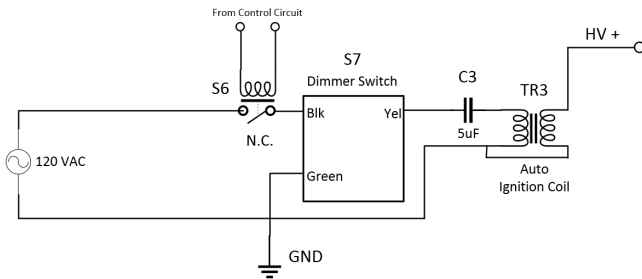 From Control Circuit
HV +
S7
S6
Dimmer Switch
C3
TR3
Blk
Yel
N.C.
5uF
120 VAC
Green
Auto
Ignition Coil
GND